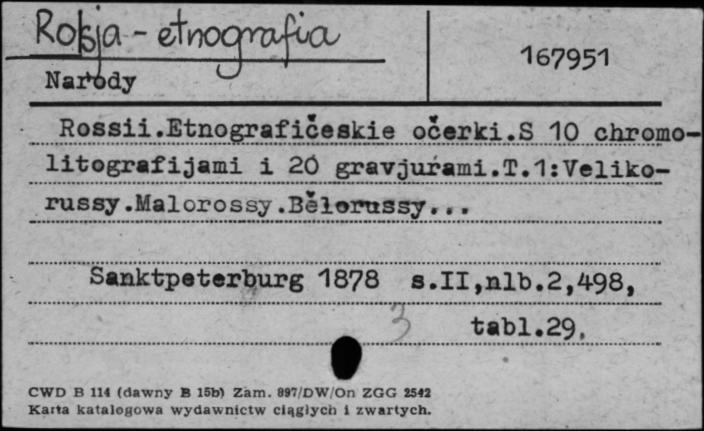 Rosja - etnografia
167951
Narody
Rossii.Etnografičeskie očerki.S 10 chromo-
litografijami i 20 gravjurami.T.1:Veliko-
russy.Malorossy.Bělorussy...
Sanktpeterburg 1878 s.II,nlb.2,498,
3 tabl.29.
CWD B 114 (dawny B 15b) Zam. 897/DW/On ZGG 2542
Karta katalogowa wydawnictw ciągłych i zwartych.